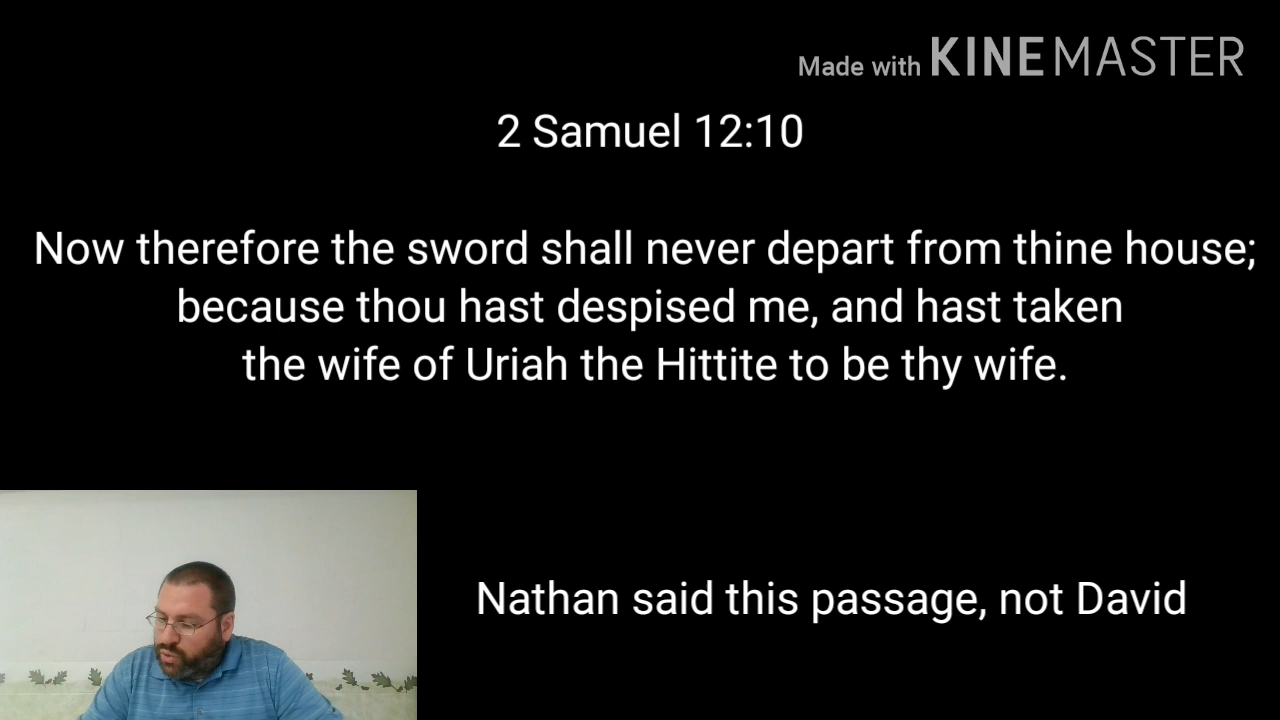 Made with KINEMASTER
2 Samuel 12:10
Now therefore the sword shall never depart from thine house;
because thou hast despised me, and hast taken
the wife of Uriah the Hittite to be thy wife.
Nathan said this passage, not David